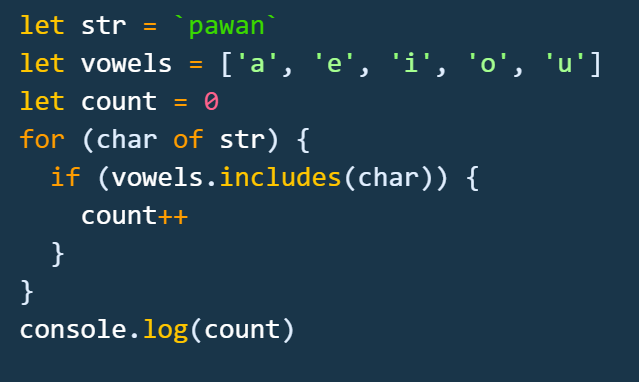 let str = `pawan`
let vowels = ['a', 'e', 'i', 'o', 'u']
let count = 0
for (char of str) {
  if (vowels.includes(char)) {
    count++
  }
}
console.log(count)